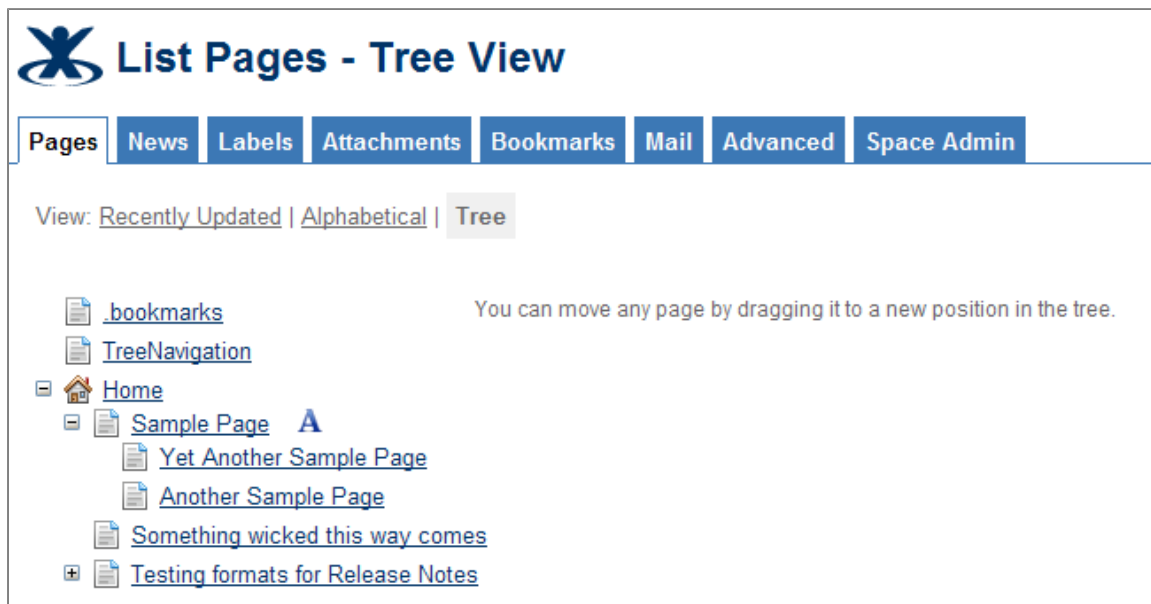 List Pages - Tree View
Pages News Labels Attachments Bookmarks Mail Advanced Space Admin
View: Recently Updated | Alphabetical | Tree
.bookmarks You can move any page by dragging it to a new position in the tree.
TreeNavigation
Home
Sample Page A
Yet Another Sample Page
Another Sample Page
Something wicked this way comes
Testing formats for Release Notes